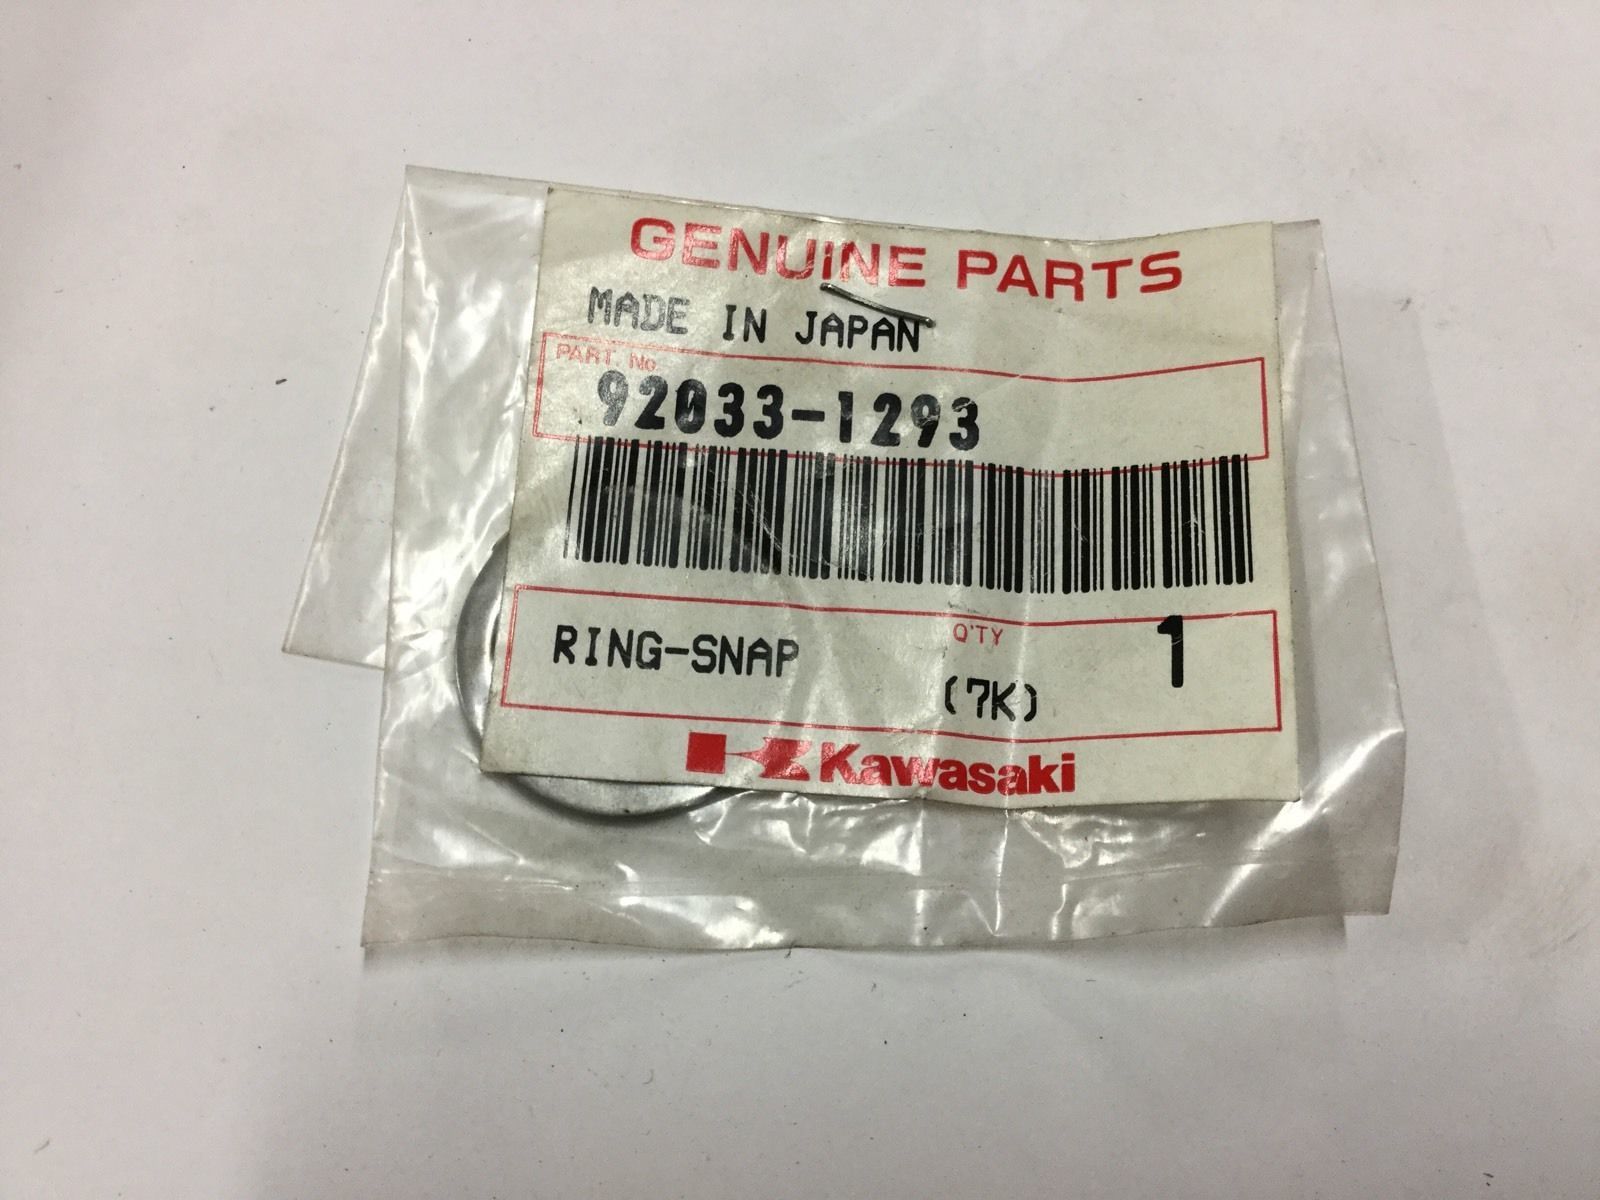 GENUINE PARTS
MADE IN JAPAN
PART. No.
92033-1293
RING-SNAP
Q'TY
1
(7K)
Kawasaki